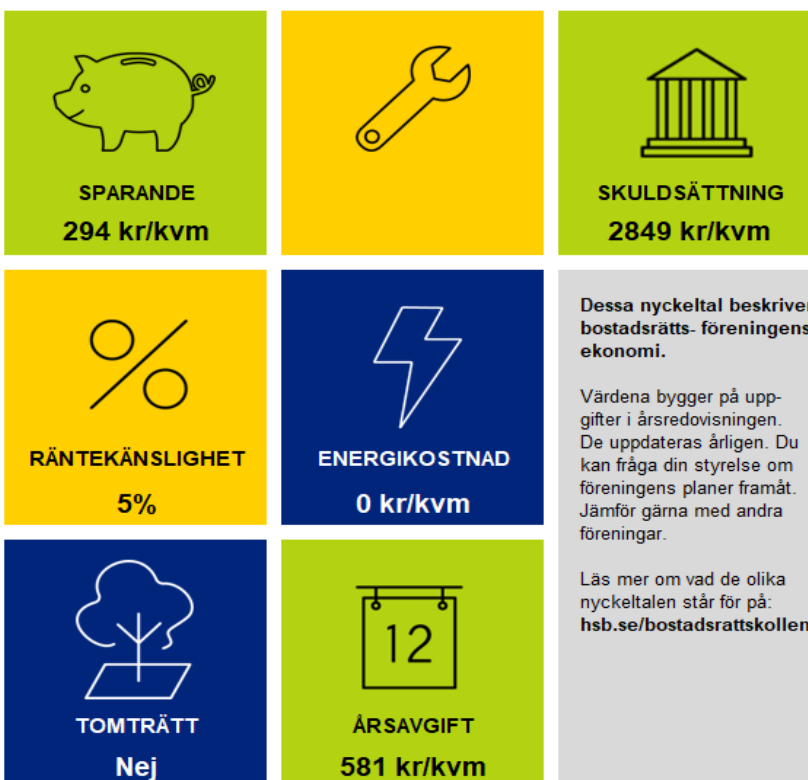 SPARANDE
294 kr/kvm
SKULDSÄTTNING
2849 kr/kvm
RÄNTEKÄNSLIGHET
5%
ENERGIKOSTNAD
0 kr/kvm
Dessa nyckeltal beskriver
bostadsrätts- föreningens
ekonomi.
Värdena bygger på upp-
gifter i årsredovisningen.
De uppdateras årligen. Du
kan fråga din styrelse om
föreningens planer framåt.
Jämför gärna med andra
föreningar.
Läs mer om vad de olika
nyckeltalen står för på:
hsb.se/bostadsrattskollen
TOMTRÄTT
Nej
12
ÅRSAVGIFT
581 kr/kvm